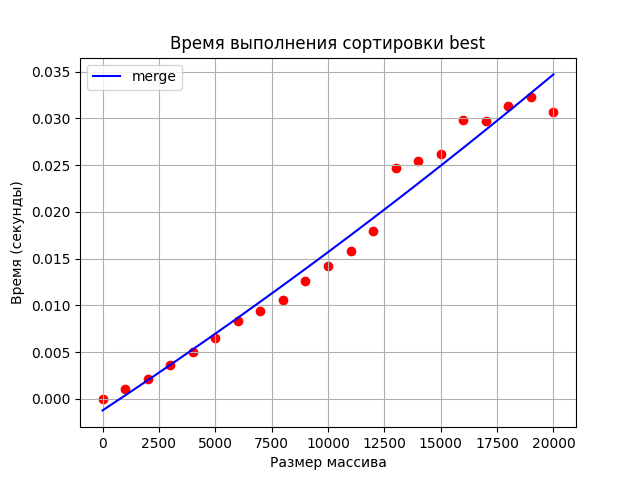 Время выполнения сортировки best
merge
0.035
0.030
0.025
0.020
0.015
0.010
0.005
0.000
Время (секунды)
0 2500 5000 7500 10000 12500 15000 17500 20000
Размер массива